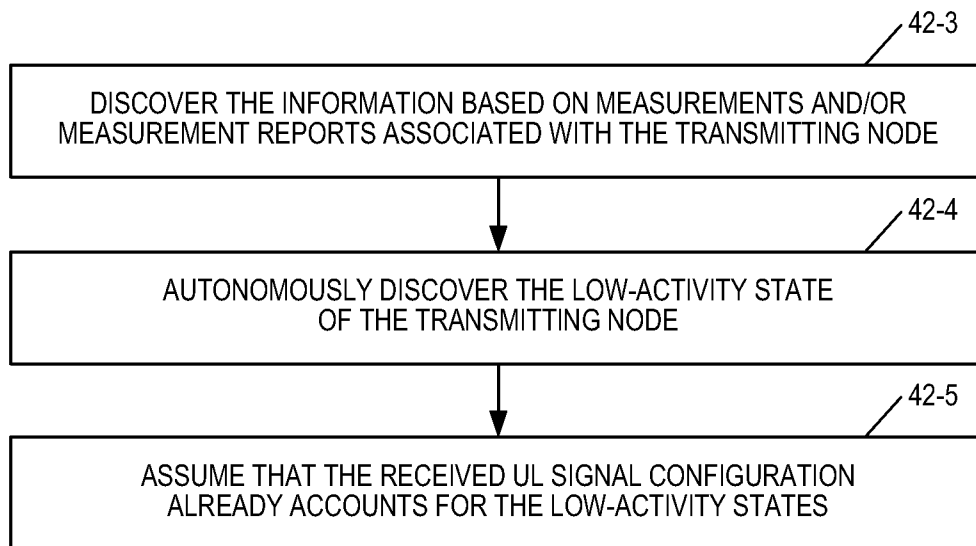 42-3
DISCOVER THE INFORMATION BASED ON MEASUREMENTS AND/OR
MEASUREMENT REPORTS ASSOCIATED WITH THE TRANSMITTING NODE
42-4
AUTONOMOUSLY DISCOVER THE LOW-ACTIVITY STATE
OF THE TRANSMITTING NODE
42-5
ASSUME THAT THE RECEIVED UL SIGNAL CONFIGURATION
ALREADY ACCOUNTS FOR THE LOW-ACTIVITY STATES